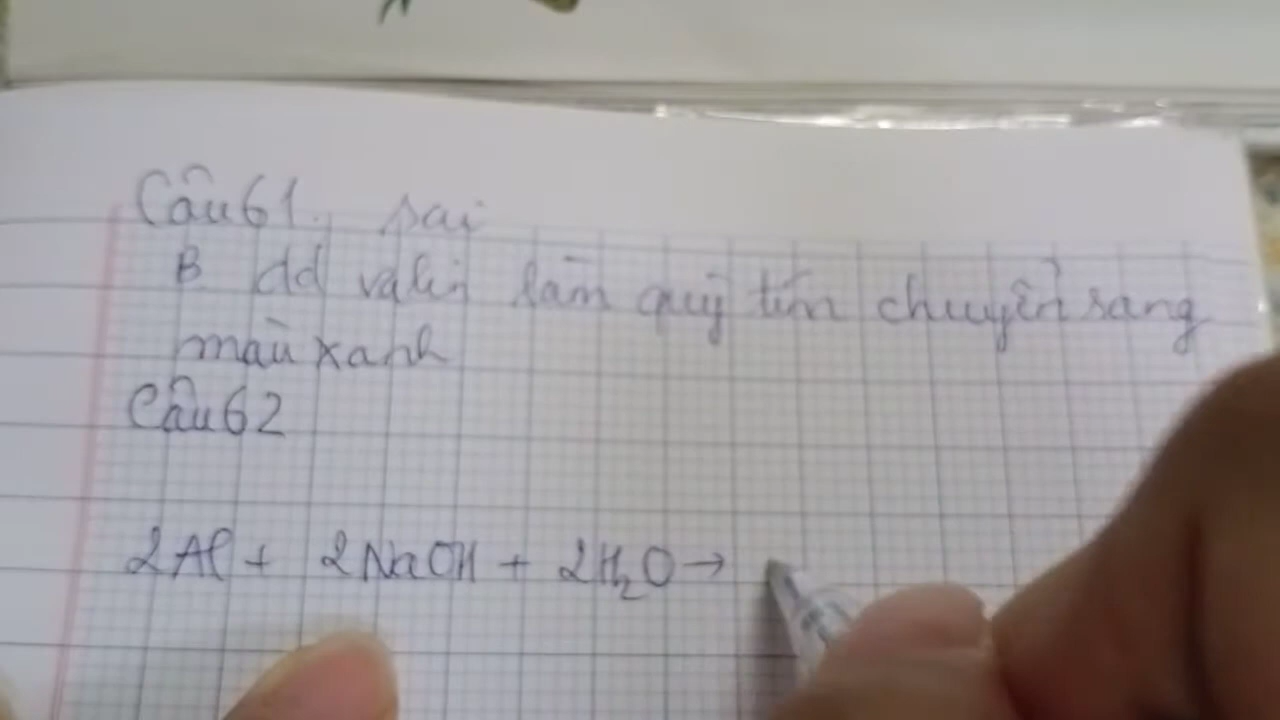 Câu 61. sai
B dd valin làm quỳ tím chuyển sang
màu xanh
Câu 62
2Al + 2NaOH + 2H₂O →